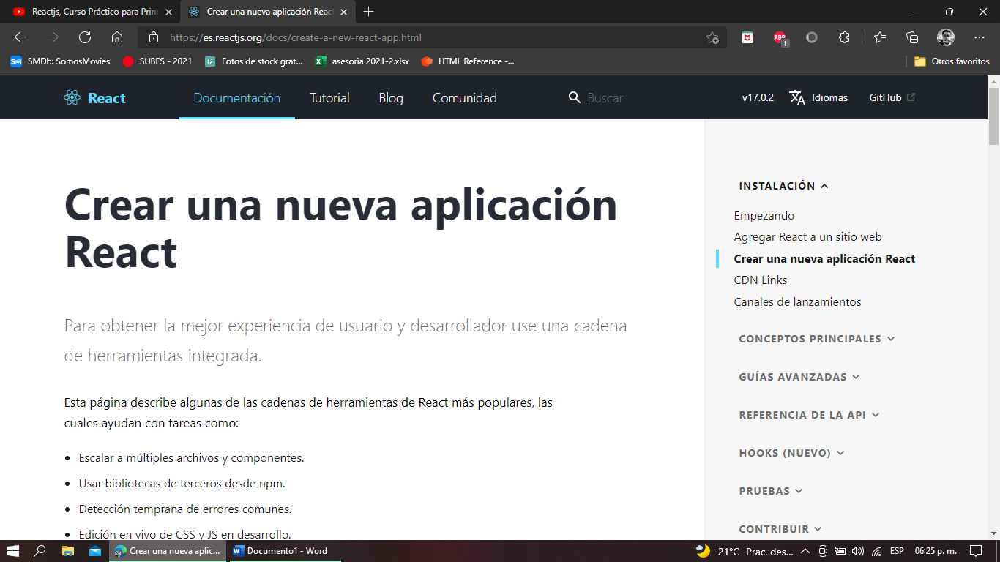 Reactjs, Curso Práctico para Prin
Crear una nueva aplicación React
https://es.reactjs.org/docs/create-a-new-react-app.html
ABP
1
SM
SMDb: SomosMovies
SUBES - 2021
Fotos de stock grat...
asesoria 2021-2.xlsx
HTML Reference -...
Otros favoritos
React
Documentación
Tutorial
Blog
Comunidad
Buscar
v17.0.2
Idiomas
GitHub
Crear una nueva aplicación
React
Para obtener la mejor experiencia de usuario y desarrollador use una cadena
de herramientas integrada.
Esta página describe algunas de las cadenas de herramientas de React más populares, las
cuales ayudan con tareas como:
• Escalar a múltiples archivos y componentes.
• Usar bibliotecas de terceros desde npm.
• Detección temprana de errores comunes.
• Edición en vivo de CSS y JS en desarrollo.
INSTALACIÓN
Empezando
Agregar React a un sitio web
Crear una nueva aplicación React
CDN Links
Canales de lanzamientos
CONCEPTOS PRINCIPALES
GUÍAS AVANZADAS
REFERENCIA DE LA API
HOOKS (NUEVO)
PRUEBAS
CONTRIBUIR
Crear una nueva aplic...
Documento1 - Word
21°C Prac. des...
ESP
06:25 p. m.